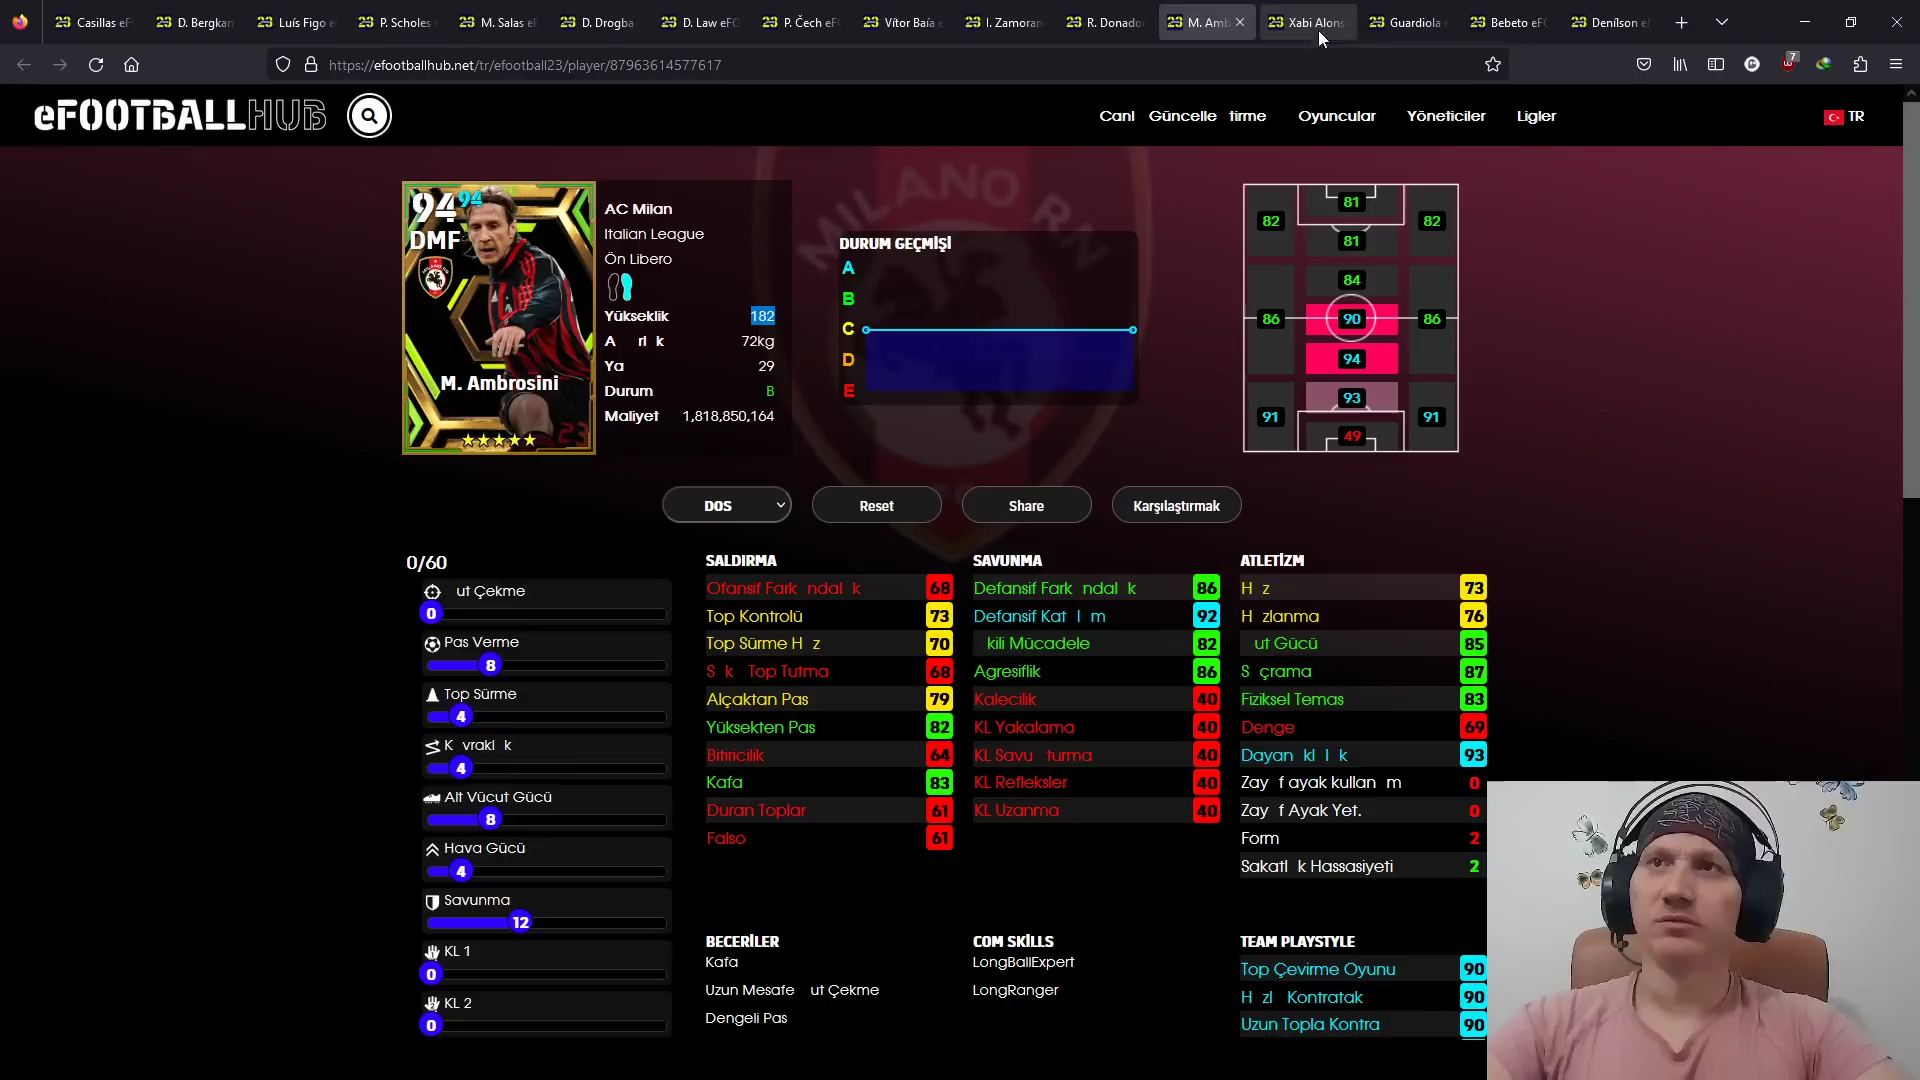 Casillas eF
D. Bergkan
Luís Figo e
P. Scholes
M. Salas eF
D. Drogba
D. Law eFO
P. Čech eF
Vítor Baía e
I. Zamoran
R. Donado
M. Amb
Xabi Alons
Guardiola e
Bebeto eFC
Denílson e
https://efootballhub.net/tr/efootball23/player/87963614577617
7
eFOOTBALLHUB
Canl Güncelle tirme Oyuncular Yöneticiler Ligler
TR
94 94
DMF
M. Ambrosini
AC Milan
Italian League
Ön Libero
Yükseklik 182
A rl k 72kg
Ya 29
Durum B
Maliyet 1,818,850,164
DURUM GEÇMİŞİ
A
B
C
D
E
81
82 82
81
84
86 90 86
94
93
91 91
49
DOS
Reset
Share
Karşılaştırmak
0/60
ut Çekme
0
Pas Verme
8
Top Sürme
4
K vrakl k
4
Alt Vücut Gücü
8
Hava Gücü
4
Savunma
12
KL 1
0
KL 2
0
SALDIRMA
Ofansif Fark ndal k 68
Top Kontrolü 73
Top Sürme H z 70
S k Top Tutma 68
Alçaktan Pas 79
Yüksekten Pas 82
Bitiricilik 64
Kafa 83
Duran Toplar 61
Falso 61
SAVUNMA
Defansif Fark ndal k 86
Defansif Kat l m 92
kili Mücadele 82
Agresiflik 86
Kalecilik 40
KL Yakalama 40
KL Savu turma 40
KL Refleksler 40
KL Uzanma 40
ATLETİZM
H z 73
H zlanma 76
ut Gücü 85
S çrama 87
Fiziksel Temas 83
Denge 69
Dayan kl l k 93
Zay f ayak kullan m 0
Zay f Ayak Yet. 0
Form 2
Sakatl k Hassasiyeti 2
BECERİLER
Kafa
Uzun Mesafe ut Çekme
Dengeli Pas
COM SKİLLS
LongBallExpert
LongRanger
TEAM PLAYSTYLE
Top Çevirme Oyunu 90
H zl Kontratak 90
Uzun Topla Kontra 90